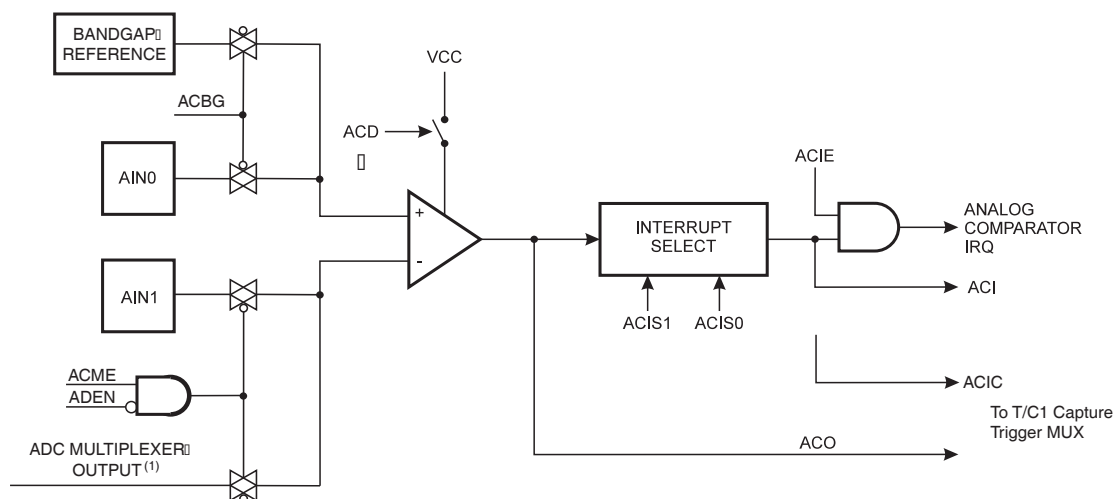 BANDGAP
REFERENCE
VCC
ACBG
ACD
AIN0
ACIE
+
ANALOG
COMPARATOR
IRQ
INTERRUPT
SELECT
-
AIN1
ACI
ACIS1 ACIS0
ACME
ADEN
ACIC
To T/C1 Capture
Trigger MUX
ACO
ADC MULTIPLEXER
OUTPUT (1)